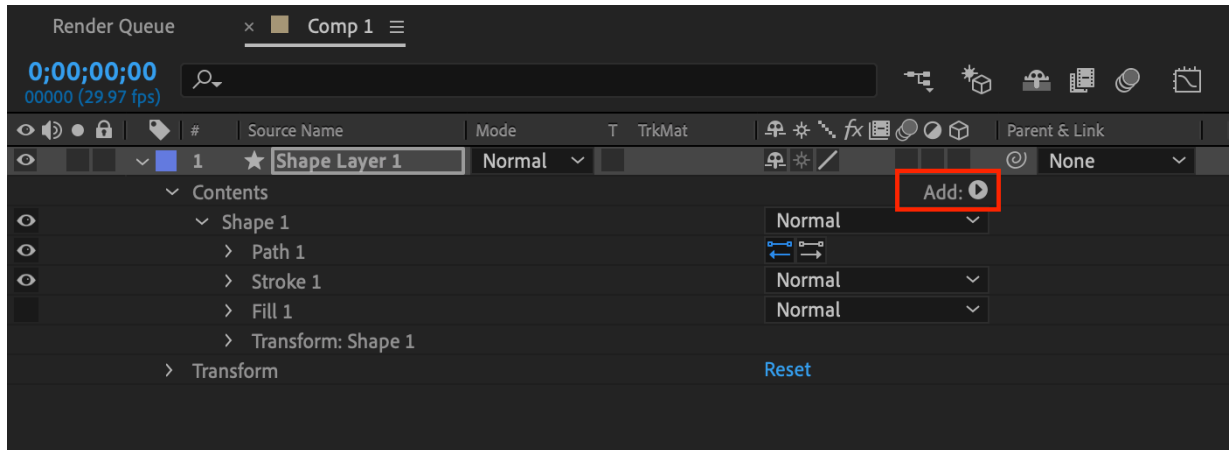 Render Queue × Comp 1
0;00;00;00
00000 (29.97 fps)
# Source Name Mode T TrkMat fx Parent & Link
1 Shape Layer 1 Normal None
Contents Add:
Shape 1 Normal
Path 1
Stroke 1 Normal
Fill 1 Normal
Transform: Shape 1
Transform Reset